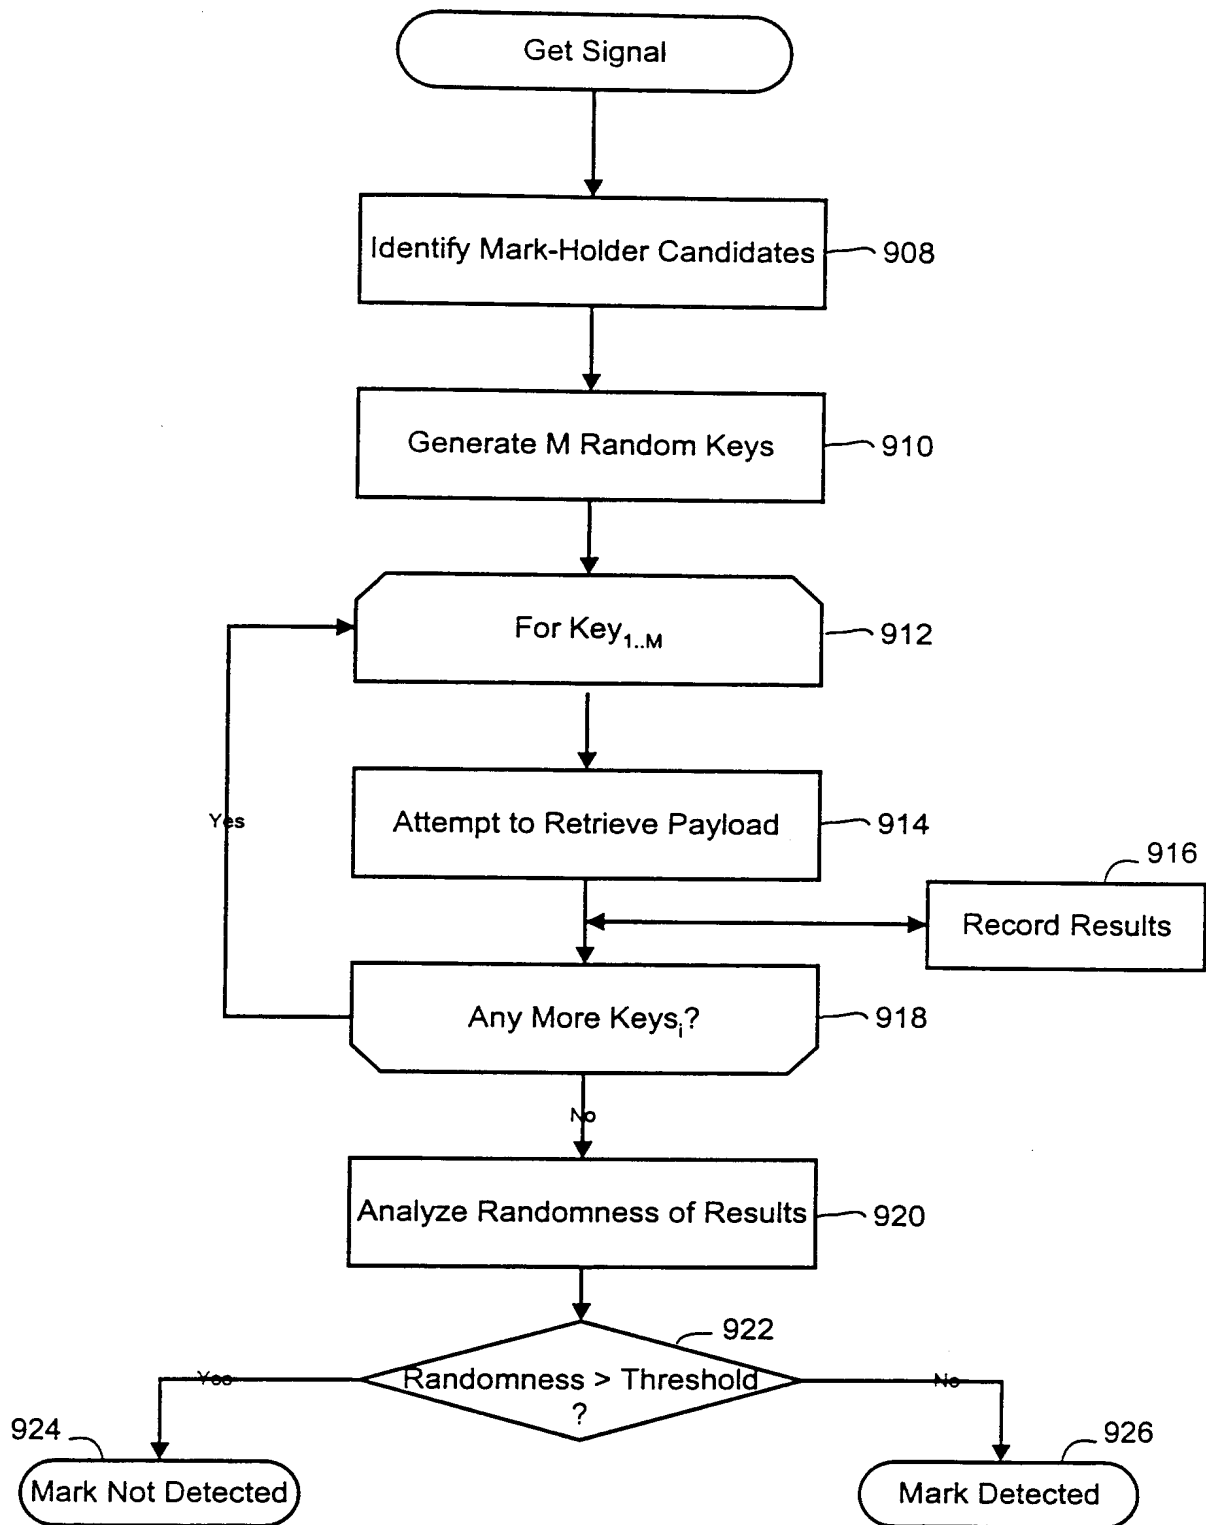 Get Signal
Identify Mark-Holder Candidates
908
Generate M Random Keys
910
For Key1..M
912
Yes
Attempt to Retrieve Payload
914
916
Record Results
Any More Keysi?
918
No
Analyze Randomness of Results
920
922
Randomness > Threshold
?
Yes
No
924
Mark Not Detected
926
Mark Detected